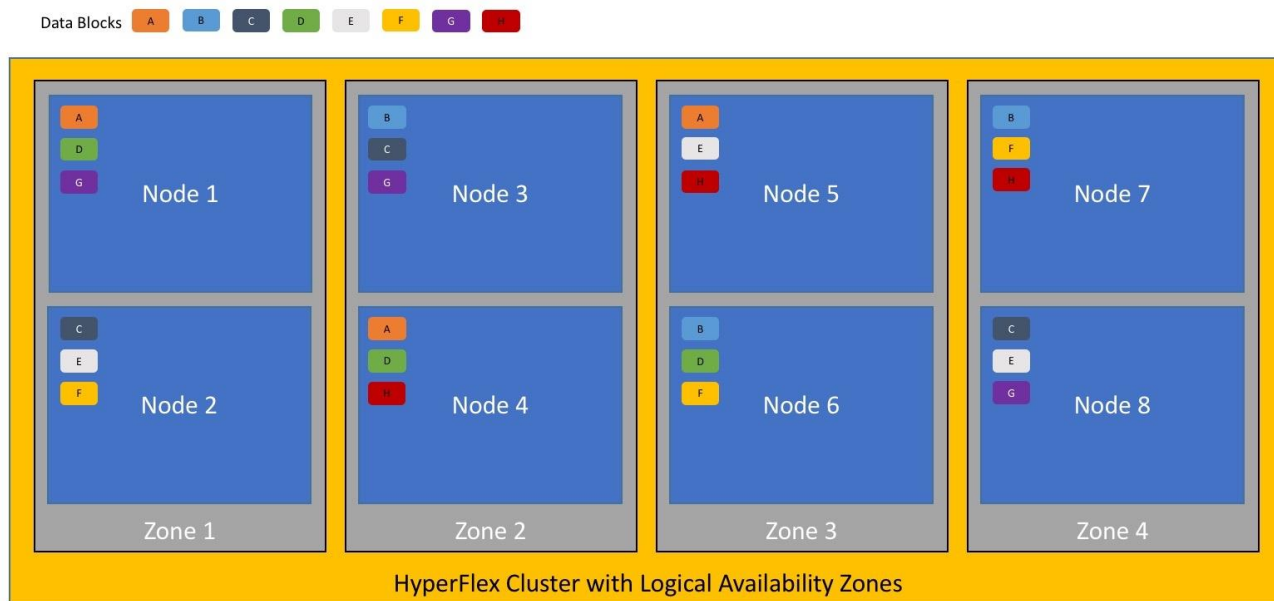 Data Blocks A B C D E F G H
A
D
G
Node 1
B
C
G
Node 3
A
E
H
Node 5
B
F
H
Node 7
C
E
F
Node 2
A
D
H
Node 4
B
D
F
Node 6
C
E
G
Node 8
Zone 1
Zone 2
Zone 3
Zone 4
HyperFlex Cluster with Logical Availability Zones